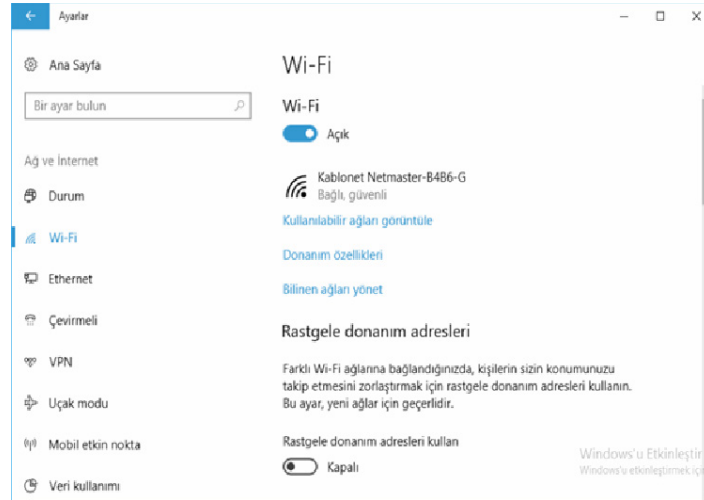 Ayarlar
Ana Sayfa
Bir ayar bulun
Ağ ve İnternet
Durum
Wi-Fi
Ethernet
Çevirmeli
VPN
Uçak modu
Mobil etkin nokta
Veri kullanımı
Wi-Fi
Wi-Fi
Açık
Kablonet Netmaster-B4B6-G
Bağlı, güvenli
Kullanılabilir ağları görüntüle
Donanım özellikleri
Bilinen ağları yönet
Rastgele donanım adresleri
Farklı Wi-Fi ağlarına bağlandığınızda, kişilerin sizin konumunuzu
takip etmesini zorlaştırmak için rastgele donanım adresleri kullanın.
Bu ayar, yeni ağlar için geçerlidir.
Rastgele donanım adresleri kullan
Kapalı
Windows'u Etkinleştir
Windows'u etkinleştirmek içi